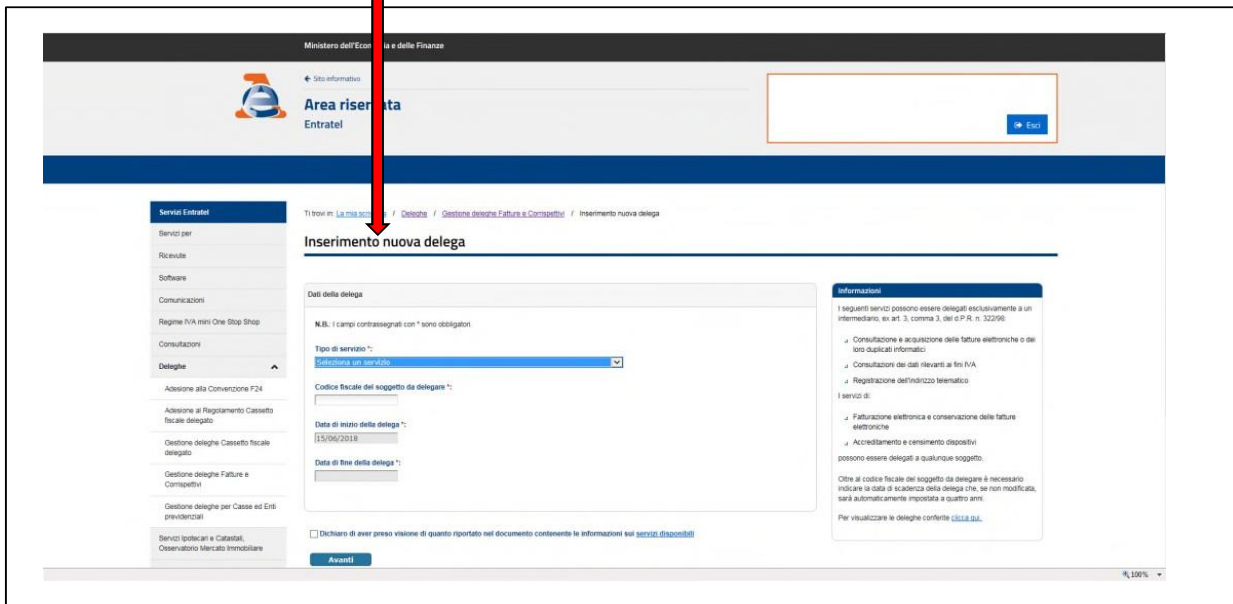 Ministero dell'Economia e delle Finanze
Sito informativo
Area riservata
Entratel
Esci
Servizi Entratel
Servizi per
Ricevute
Software
Comunicazioni
Regime IVA mini One Stop Shop
Consultazioni
Deleghe
Adesione alla Convenzione F24
Adesione al Regolamento Cassetto
fiscale delegato
Gestione deleghe Cassetto fiscale
delegato
Gestione deleghe Fatture e
Corrispettivi
Gestione deleghe per Casse ed Enti
previdenziali
Servizi Ipotecari e Catastali,
Osservatorio Mercato Immobiliare
Ti trovi in: La mia / Deleghe / Gestione deleghe Fatture e Corrispettivi / Inserimento nuova delega
Inserimento nuova delega
Dati della delega
N.B.: I campi contrassegnati con * sono obbligatori.
Tipo di servizio *:
Seleziona un servizio
Codice fiscale del soggetto da delegare *:
Data di inizio della delega *:
15/06/2018
Data di fine della delega *:
Dichiaro di aver preso visione di quanto riportato nel documento contenente le informazioni sui servizi disponibili
Avanti
Informazioni
I seguenti servizi possono essere delegati esclusivamente a un
intermediario, ex art. 3, comma 3, del d.P.R. n. 322/98:
Consultazione e acquisizione delle fatture elettroniche o dei
loro duplicati informatici
Consultazioni dei dati rilevanti ai fini IVA
Registrazione dell'indirizzo telematico
I servizi di:
Fatturazione elettronica e conservazione delle fatture
elettroniche
Accreditamento e censimento dispositivi
possono essere delegati a qualunque soggetto.
Oltre al codice fiscale del soggetto da delegare è necessario
indicare la data di scadenza della delega che, se non modificata,
sarà automaticamente impostata a quattro anni.
Per visualizzare le deleghe conferite clicca qui.
100%